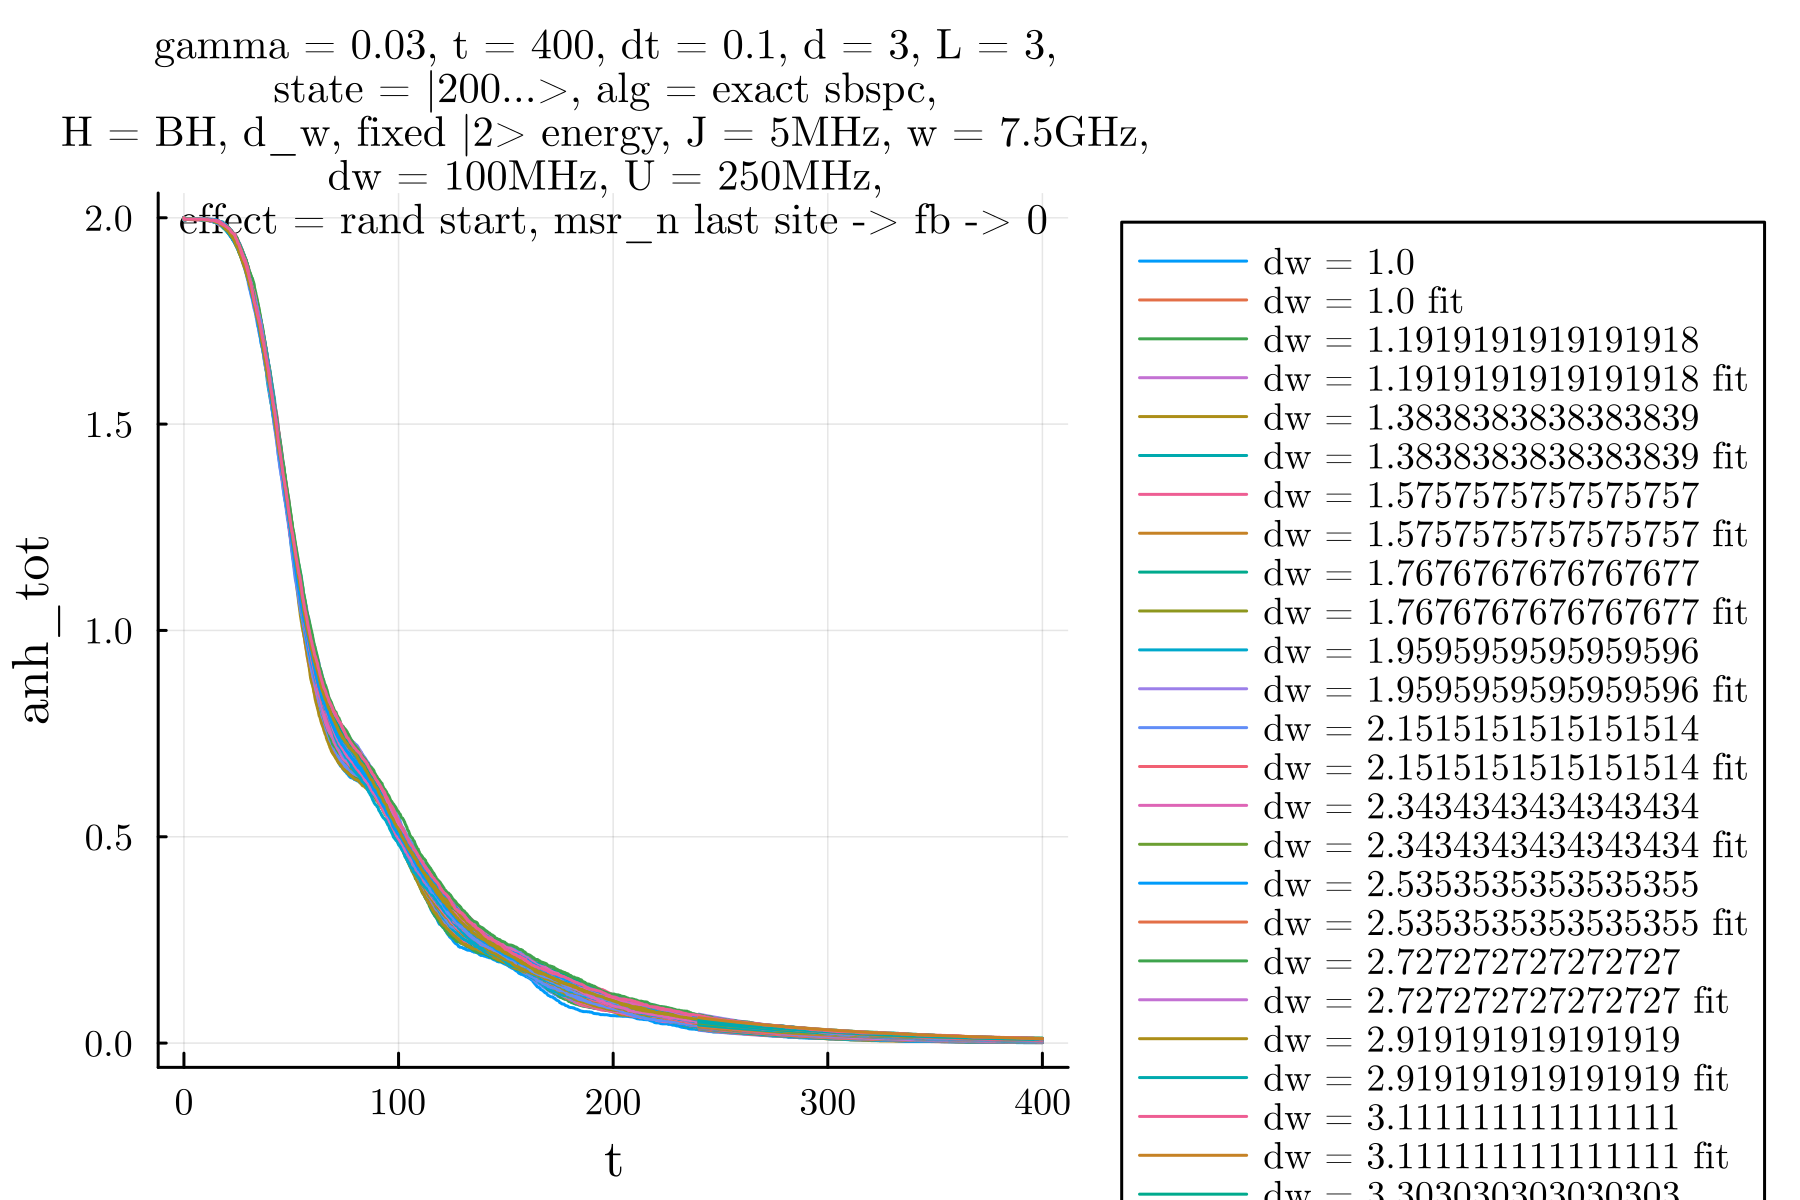 gamma = 0.03, t = 400, dt = 0.1, d = 3, L = 3,
state = |200...>, alg = exact sbspc,
H = BH, d_w, fixed |2> energy, J = 5MHz, w = 7.5GHz,
dw = 100MHz, U = 250MHz,
effect = rand start, msr_n last site -> fb -> 0
2.0
1.5
1.0
0.5
0.0
anh_tot
0
100
200
300
400
t
dw = 1.0
dw = 1.0 fit
dw = 1.1919191919191918
dw = 1.1919191919191918 fit
dw = 1.3838383838383839
dw = 1.3838383838383839 fit
dw = 1.5757575757575757
dw = 1.5757575757575757 fit
dw = 1.7676767676767677
dw = 1.7676767676767677 fit
dw = 1.9595959595959596
dw = 1.9595959595959596 fit
dw = 2.1515151515151514
dw = 2.1515151515151514 fit
dw = 2.3434343434343434
dw = 2.3434343434343434 fit
dw = 2.5353535353535355
dw = 2.5353535353535355 fit
dw = 2.727272727272727
dw = 2.727272727272727 fit
dw = 2.919191919191919
dw = 2.919191919191919 fit
dw = 3.111111111111111
dw = 3.111111111111111 fit
dw = 3.303030303030303